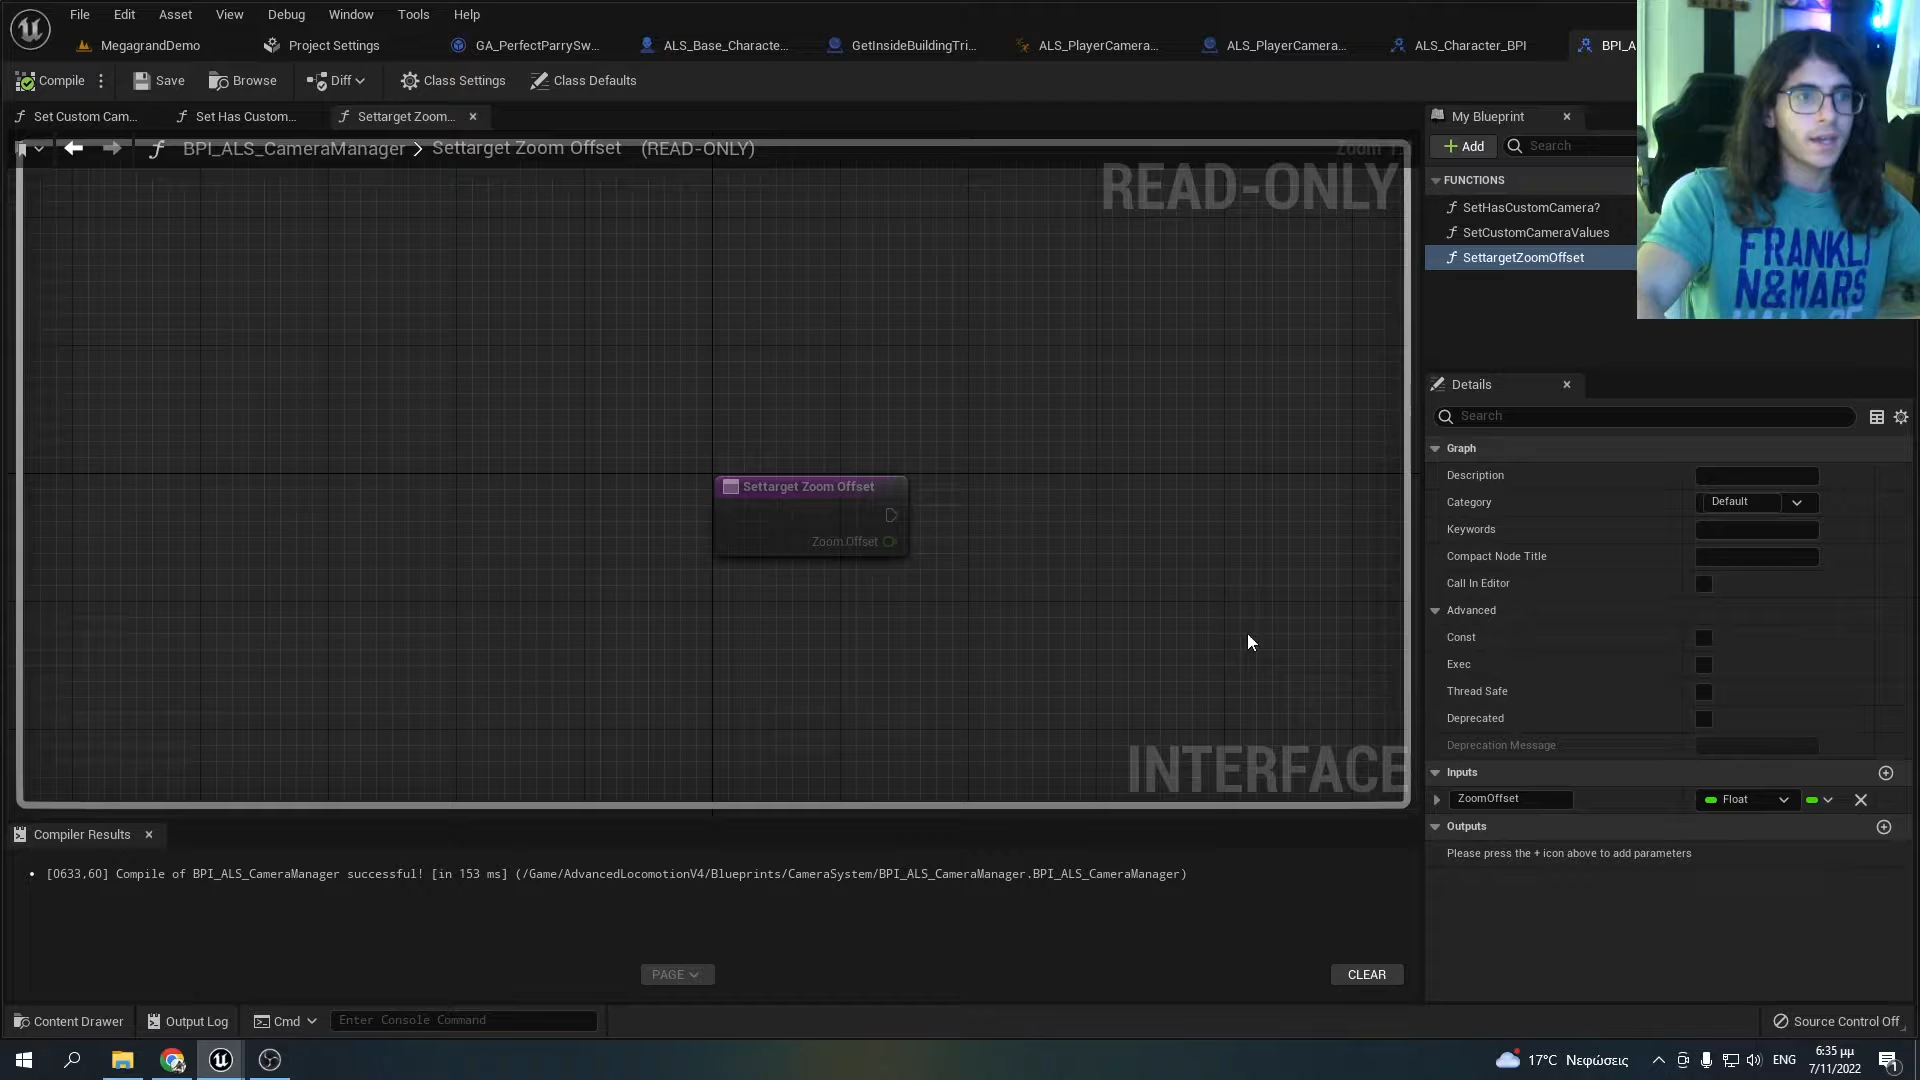 File Edit Asset View Debug Window Tools Help
MegagrandDemo Project Settings GA_PerfectParrySw... ALS_Base_Characte... GetInsideBuildingTri... ALS_PlayerCamera... ALS_PlayerCamera... ALS_Character_BPI BPI_A
Compile Save Browse Diff Class Settings Class Defaults
Set Custom Cam... Set Has Custom... Settarget Zoom... My Blueprint
BPI_ALS_CameraManager > Settarget Zoom Offset (READ-ONLY)
Zoom
READ-ONLY
+ Add Search
FUNCTIONS
SetHasCustomCamera?
SetCustomCameraValues
SettargetZoomOffset
FRANKLI
N&MARS
Settarget Zoom Offset
Zoom Offset
INTERFACE
Details
Search
Graph
Description
Category Default
Keywords
Compact Node Title
Call In Editor
Advanced
Const
Exec
Thread Safe
Deprecated
Deprecation Message
Inputs
ZoomOffset Float
Outputs
Please press the + icon above to add parameters
Compiler Results
• [0633,60] Compile of BPI_ALS_CameraManager successful! [in 153 ms] (/Game/AdvancedLocomotionV4/Blueprints/CameraSystem/BPI_ALS_CameraManager.BPI_ALS_CameraManager)
PAGE CLEAR
Content Drawer Output Log Cmd Enter Console Command Source Control Off
17°C Νεφώσεις ENG 6:35 μμ
7/11/2022
1